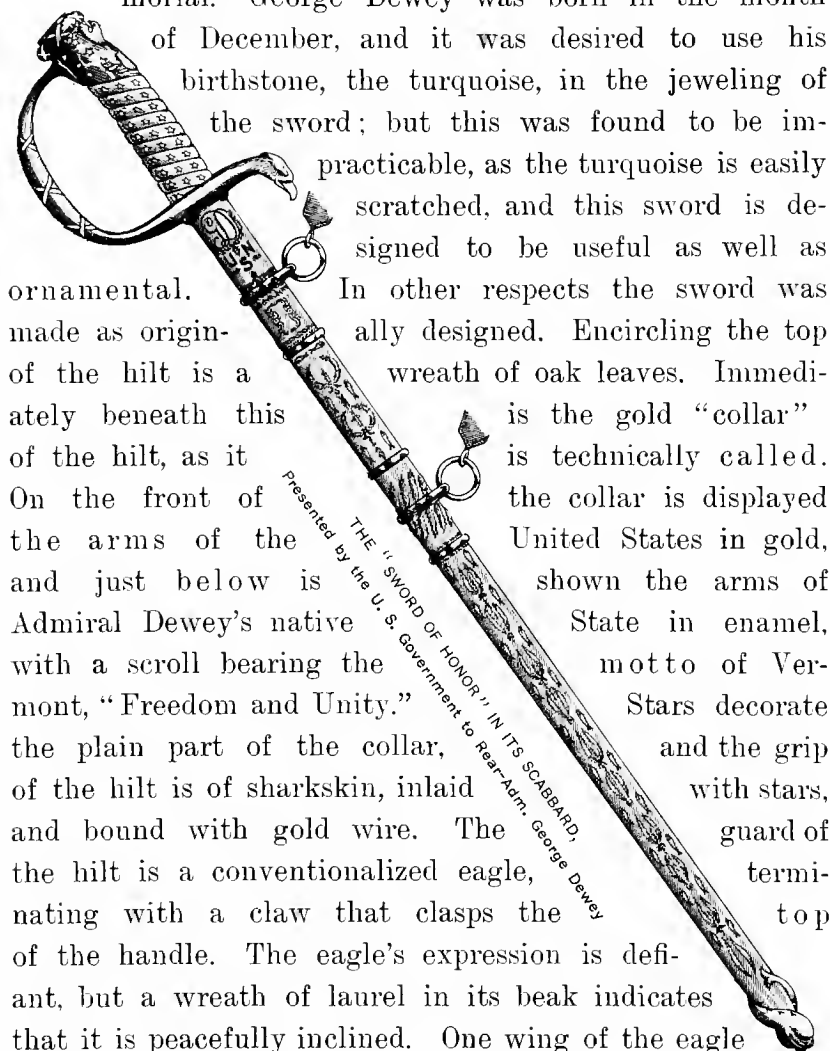 morial. George Dewey was born in the month
of December, and it was desired to use his
birthstone, the turquoise, in the jeweling of
the sword; but this was found to be im-
practicable, as the turquoise is easily
scratched, and this sword is de-
signed to be useful as well as
ornamental. In other respects the sword was
made as origin- ally designed. Encircling the top
of the hilt is a wreath of oak leaves. Immedi-
ately beneath this is the gold "collar"
of the hilt, as it is technically called.
On the front of the collar is displayed
the arms of the United States in gold,
and just below is shown the arms of
Admiral Dewey's native State in enamel,
with a scroll bearing the motto of Ver-
mont, "Freedom and Unity." Stars decorate
the plain part of the collar, and the grip
of the hilt is of sharkskin, inlaid with stars,
and bound with gold wire. The guard of
the hilt is a conventionalized eagle, termi-
nating with a claw that clasps the top
of the handle. The eagle's expression is defi-
ant, but a wreath of laurel in its beak indicates
that it is peacefully inclined. One wing of the eagle
THE "SWORD OF HONOR" IN ITS SCABBARD,
Presented by the U. S. Government to Rear-Adm. George Dewey
U.S.N.